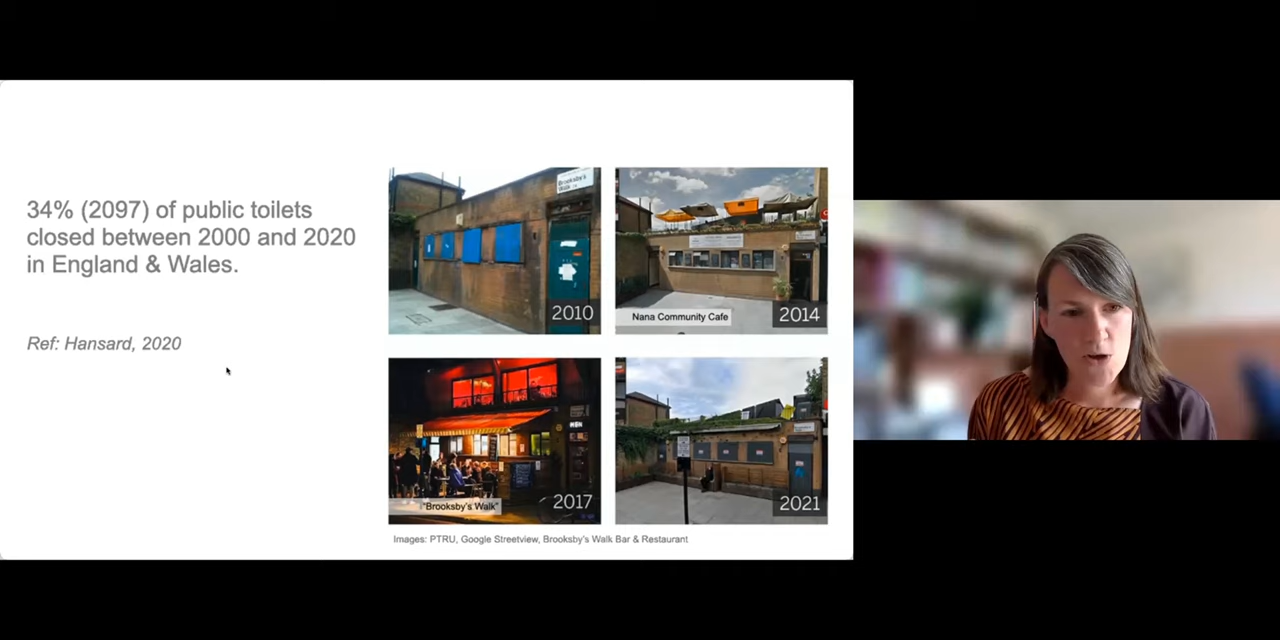 34% (2097) of public toilets
closed between 2000 and 2020
in England & Wales.
Ref: Hansard, 2020
Brooksby's
Walk
2010
Nana Community Cafe
2014
"Brooksby's Walk"
2017
2021
Images: PTRU, Google Streetview, Brooksby's Walk Bar & Restaurant